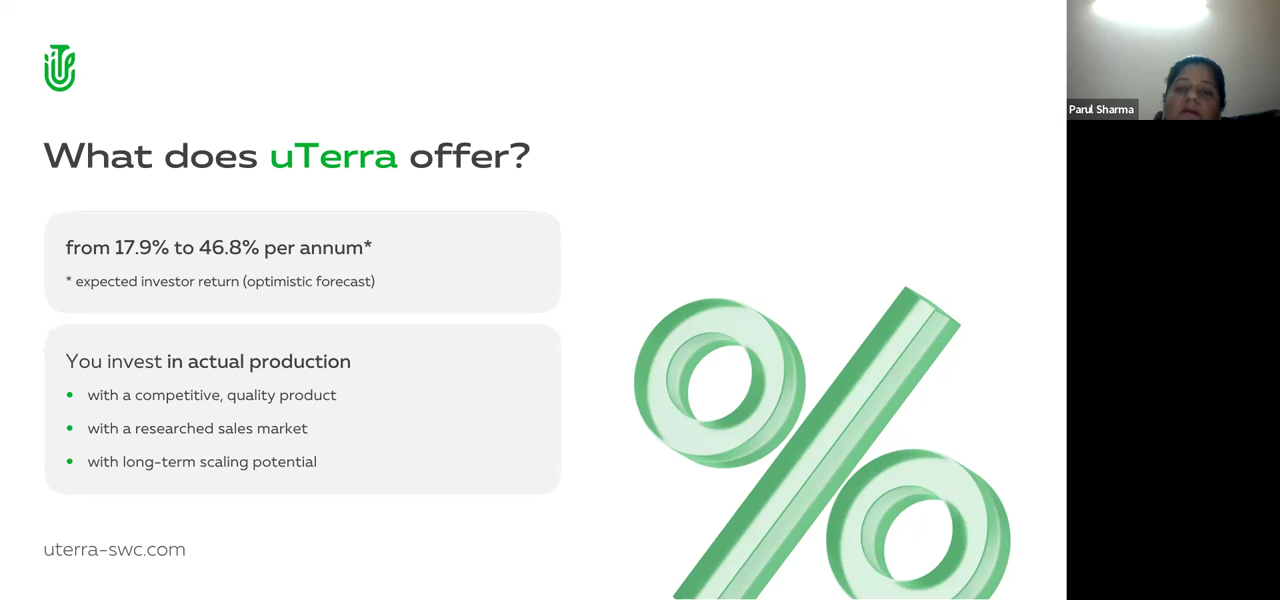 What does uTerra offer?
from 17.9% to 46.8% per annum*
* expected investor return (optimistic forecast)
You invest in actual production
• with a competitive, quality product
• with a researched sales market
• with long-term scaling potential
uterra-swc.com
Parul Sharma